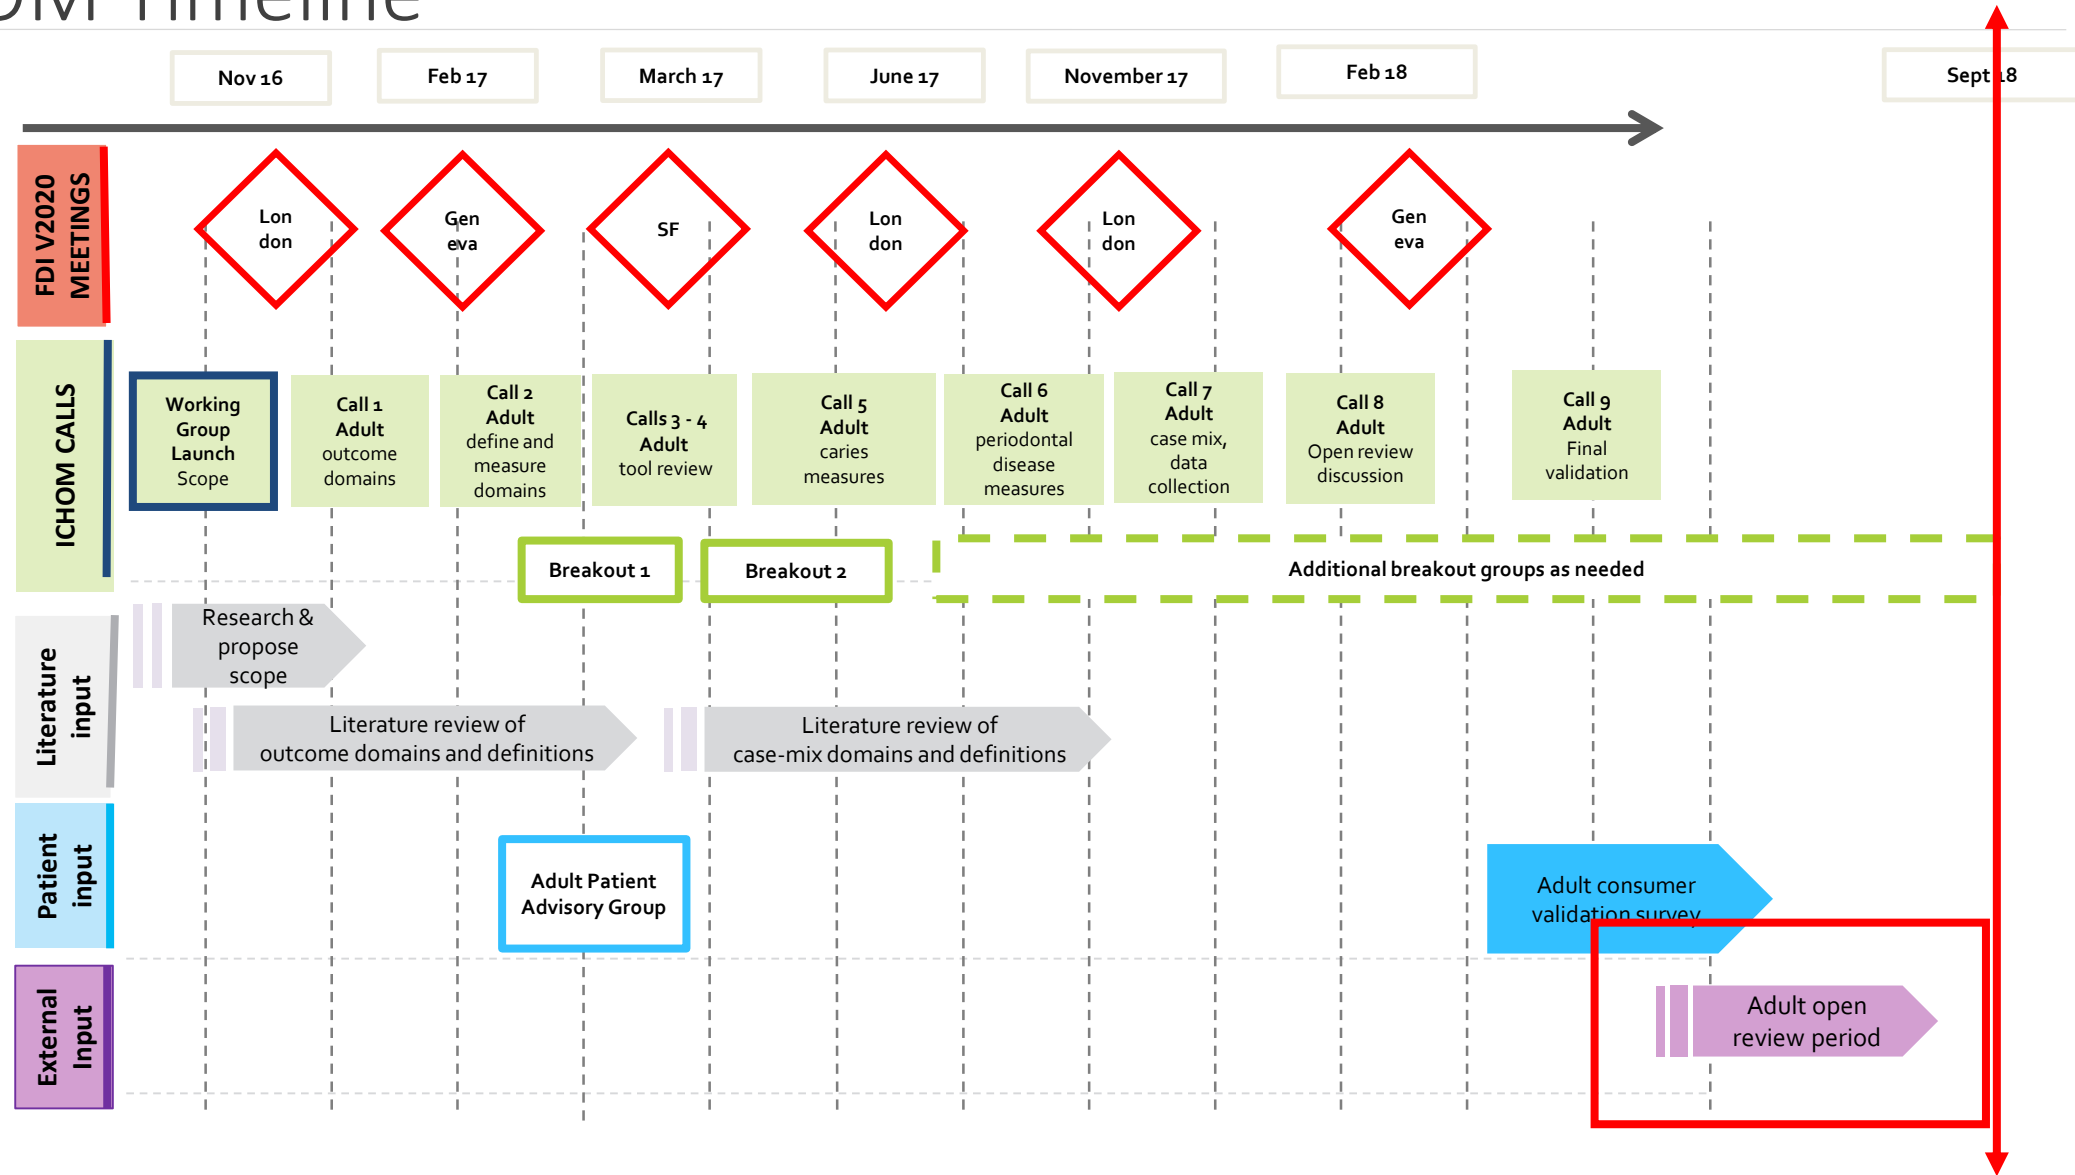 Timeline
Nov 16
Feb 17
March 17
June 17
November 17
Feb 18
Sept 18
FDI V2020
MEETINGS
Lon
don
Gen
eva
SF
Lon
don
Lon
don
Gen
eva
ICHOM CALLS
Working
Group
Launch
Scope
Call 1
Adult
outcome
domains
Call 2
Adult
define and
measure
domains
Calls 3 - 4
Adult
tool review
Call 5
Adult
caries
measures
Call 6
Adult
periodontal
disease
measures
Call 7
Adult
case mix,
data
collection
Call 8
Adult
Open review
discussion
Call 9
Adult
Final
validation
Breakout 1
Breakout 2
Additional breakout groups as needed
Literature
input
Research &
propose
scope
Literature review of
outcome domains and definitions
Literature review of
case-mix domains and definitions
Patient
input
Adult Patient
Advisory Group
Adult consumer
validation survey
External
Input
Adult open
review period